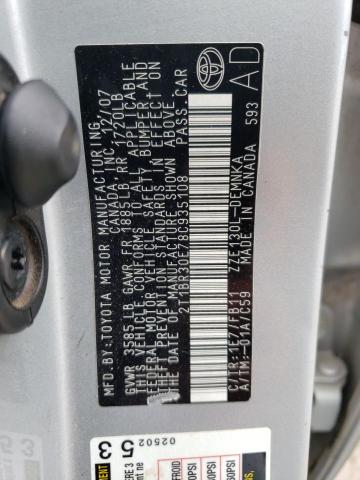 MFD.BY: TOYOTA MOTOR MANUFACTURING
CANADA INC. 12/07
GVWR 3585LB GAWR FR 1885LB RR 1720LB
THIS VEHICLE CONFORMS TO ALL APPLICABLE
FEDERAL MOTOR VEHICLE SAFETY BUMPER AND
THEFT PREVENTION STANDARDS IN EFFECT ON
THE DATE OF MANUFACTURE SHOWN ABOVE
PASS.CAR
C/TR: 1E7/FB11 ZZE130L-DEMNKA
A/TM: -01A/C59 MADE IN CANADA 593
AD
53
02502